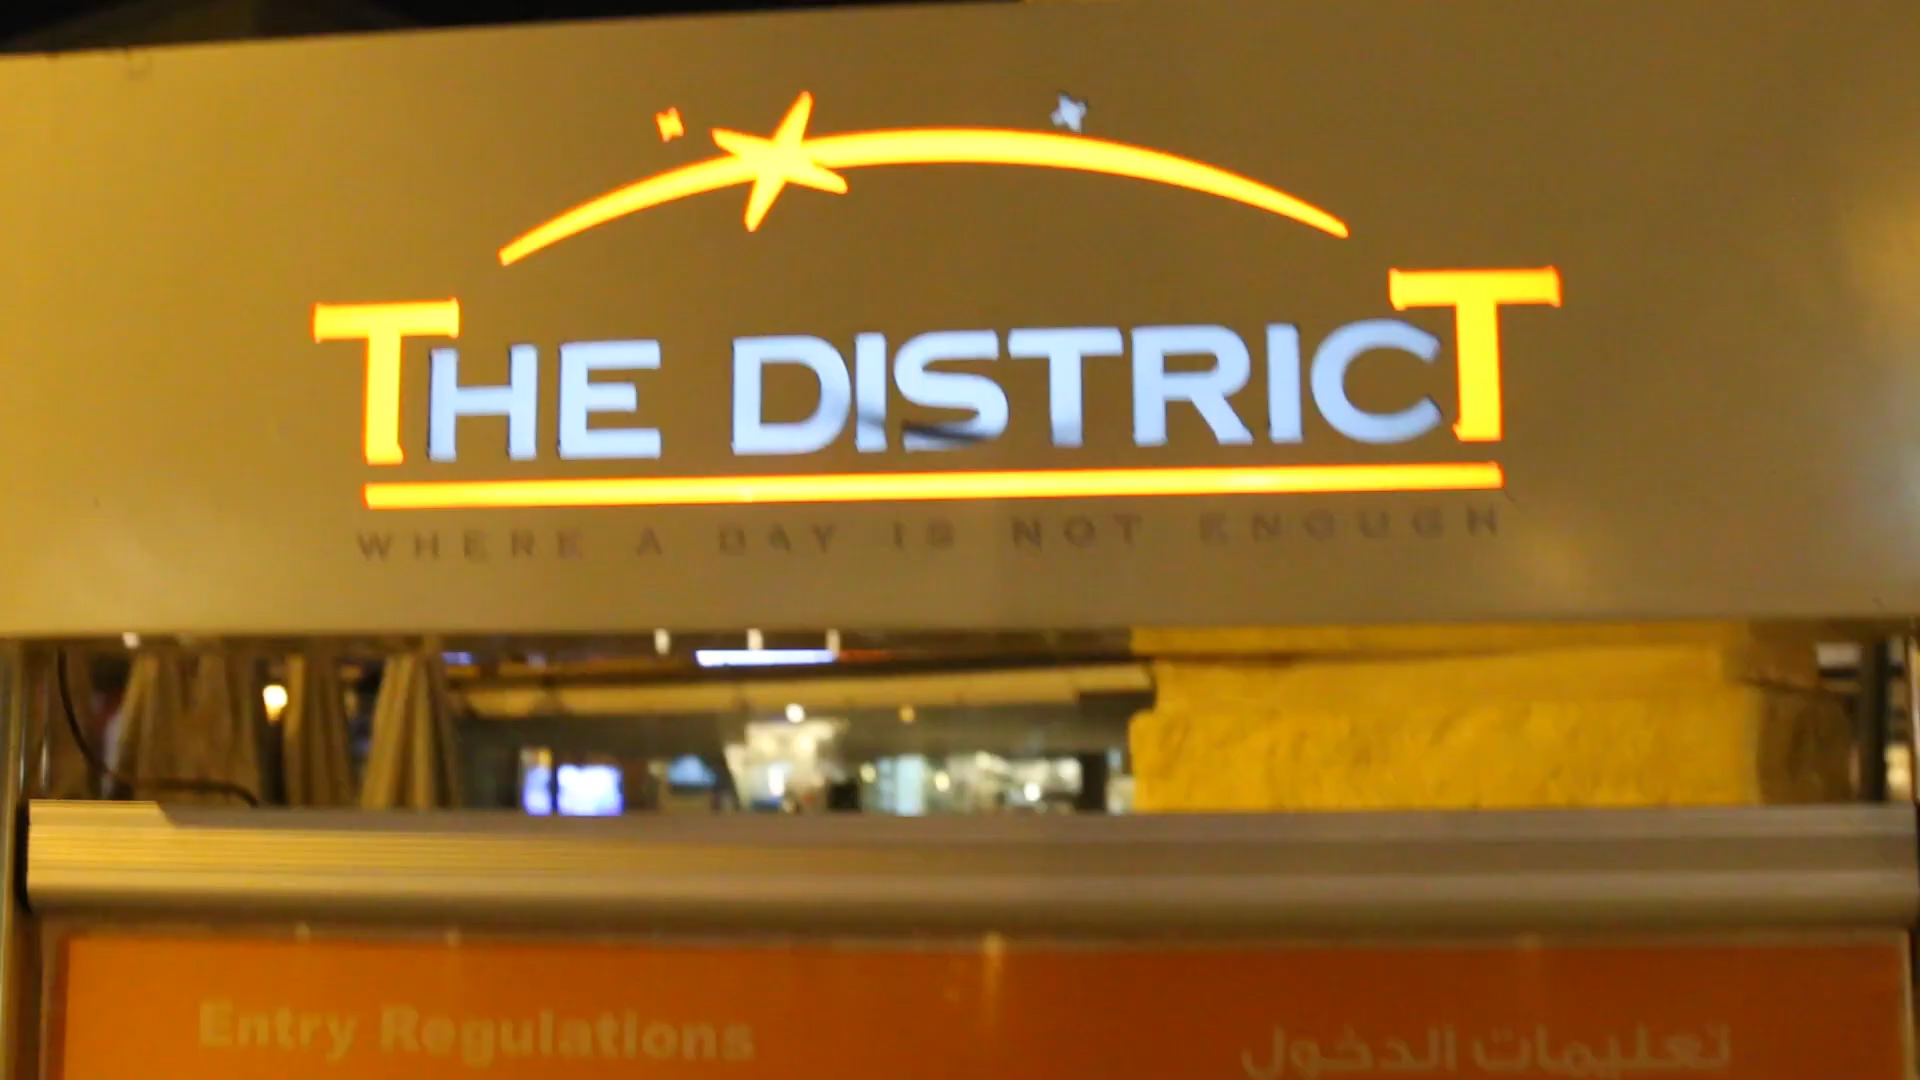 THE DISTRICT
WHERE A DAY IS NOT ENOUGH
Entry Regulations
تعليمات الدخول